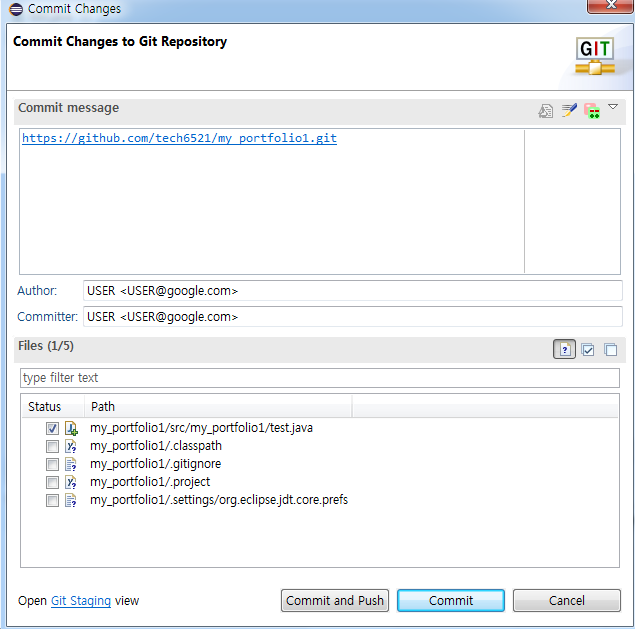 Commit Changes
Commit Changes to Git Repository
GIT
Commit message
https://github.com/tech6521/my_portfolio1.git
Author: USER <USER@google.com>
Committer: USER <USER@google.com>
Files (1/5)
type filter text
Status Path
my_portfolio1/src/my_portfolio1/test.java
my_portfolio1/.classpath
my_portfolio1/.gitignore
my_portfolio1/.project
my_portfolio1/.settings/org.eclipse.jdt.core.prefs
Open Git Staging view Commit and Push Commit Cancel